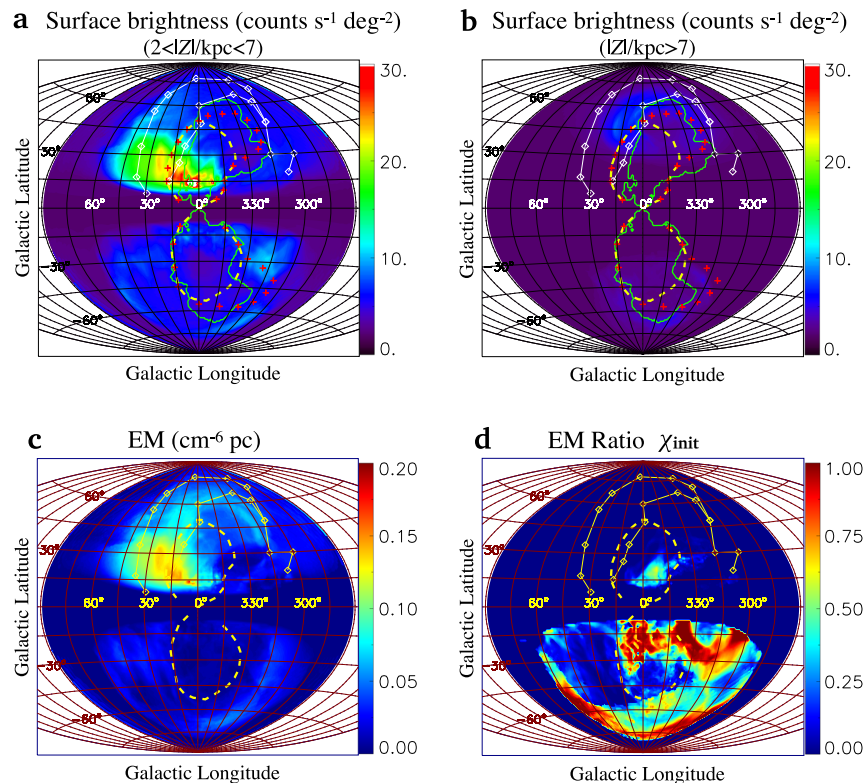 a Surface brightness (counts s⁻¹ deg⁻²)
(2<|Z|/kpc<7)
Galactic Latitude
60°
30°
60° 30° 0° 330° 300°
-30°
-60°
30.
20.
10.
0.
Galactic Longitude
b Surface brightness (counts s⁻¹ deg⁻²)
(|Z|/kpc>7)
Galactic Latitude
60°
30°
60° 30° 0° 330° 300°
-30°
-60°
30.
20.
10.
0.
Galactic Longitude
c EM (cm⁻⁶ pc)
Galactic Latitude
60°
30°
60° 30° 0° 330° 300°
-30°
-60°
0.20
0.15
0.10
0.05
0.00
Galactic Longitude
d EM Ratio χinit
Galactic Latitude
60°
30°
60° 30° 0° 330° 300°
-30°
-60°
1.00
0.75
0.50
0.25
0.00
Galactic Longitude